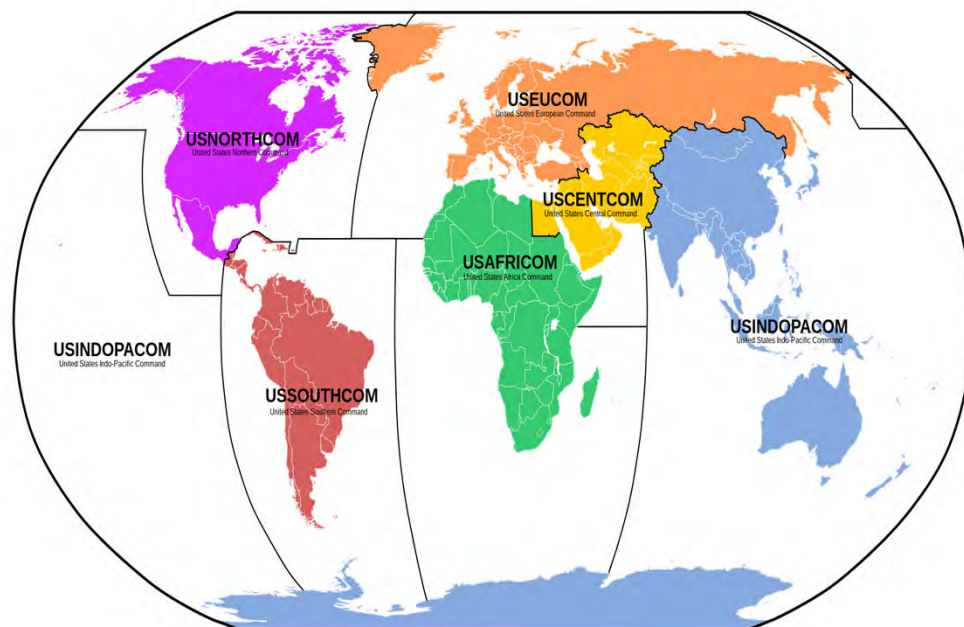 USEUCOM
United States European Command
USNORTHCOM
United States Northern Command
USCENTCOM
United States Central Command
USAFRICOM
United States Africa Command
USINDOPACOM
United States Indo-Pacific Command
USINDOPACOM
United States Indo-Pacific Command
USSOUTHCOM
United States Southern Command